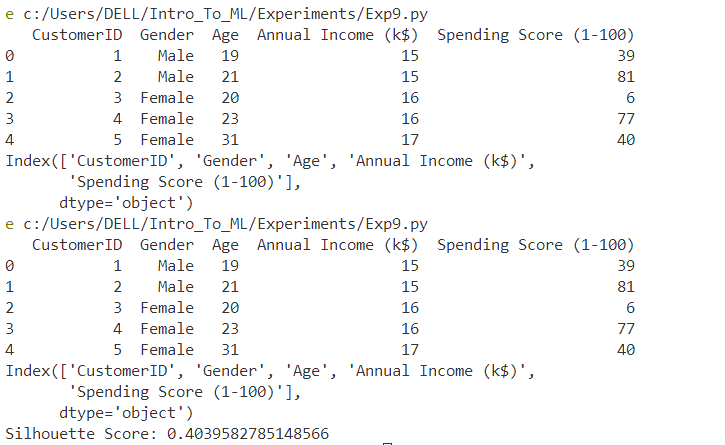 e c:/Users/DELL/Intro_To_ML/Experiments/Exp9.py
CustomerID Gender Age Annual Income (k$) Spending Score (1-100)
0 1 Male 19 15 39
1 2 Male 21 15 81
2 3 Female 20 16 6
3 4 Female 23 16 77
4 5 Female 31 17 40
Index(['CustomerID', 'Gender', 'Age', 'Annual Income (k$)',
'Spending Score (1-100)'],
dtype='object')
e c:/Users/DELL/Intro_To_ML/Experiments/Exp9.py
CustomerID Gender Age Annual Income (k$) Spending Score (1-100)
0 1 Male 19 15 39
1 2 Male 21 15 81
2 3 Female 20 16 6
3 4 Female 23 16 77
4 5 Female 31 17 40
Index(['CustomerID', 'Gender', 'Age', 'Annual Income (k$)',
'Spending Score (1-100)'],
dtype='object')
Silhouette Score: 0.4039582785148566